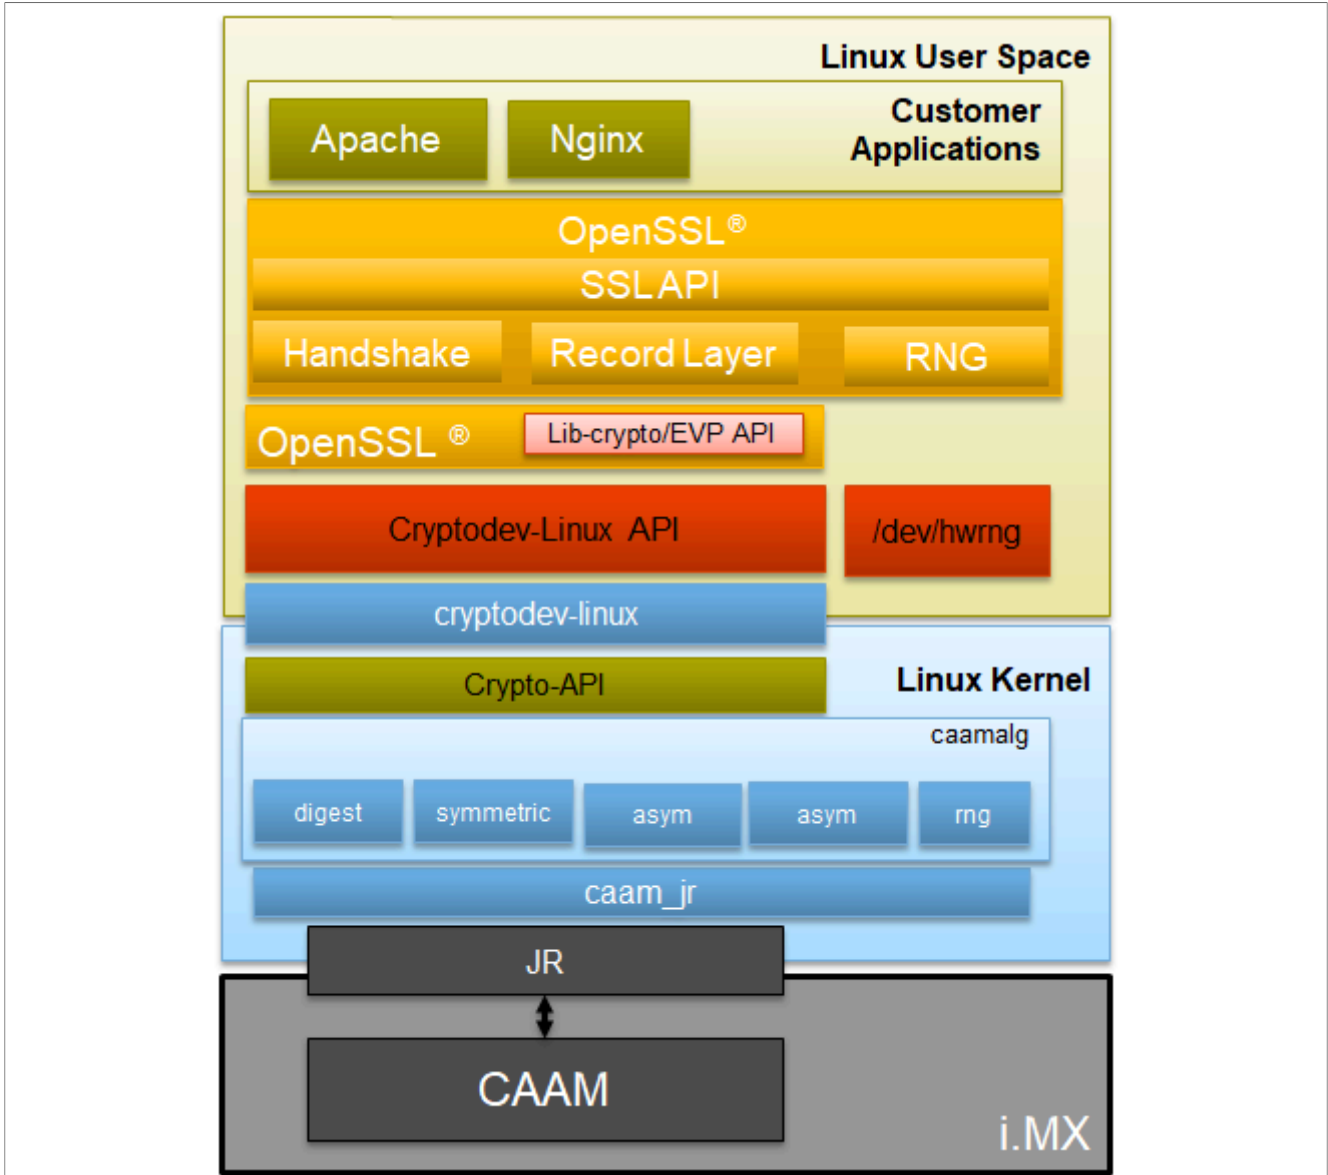 Linux User Space
Customer
Applications
Apache
Nginx
OpenSSL®
SSL API
Handshake
Record Layer
RNG
OpenSSL ®
Lib-crypto/EVP API
Cryptodev-Linux API
/dev/hwrng
cryptodev-linux
Crypto-API
Linux Kernel
caamalg
digest
symmetric
asym
asym
rng
caam_jr
JR
CAAM
i.MX